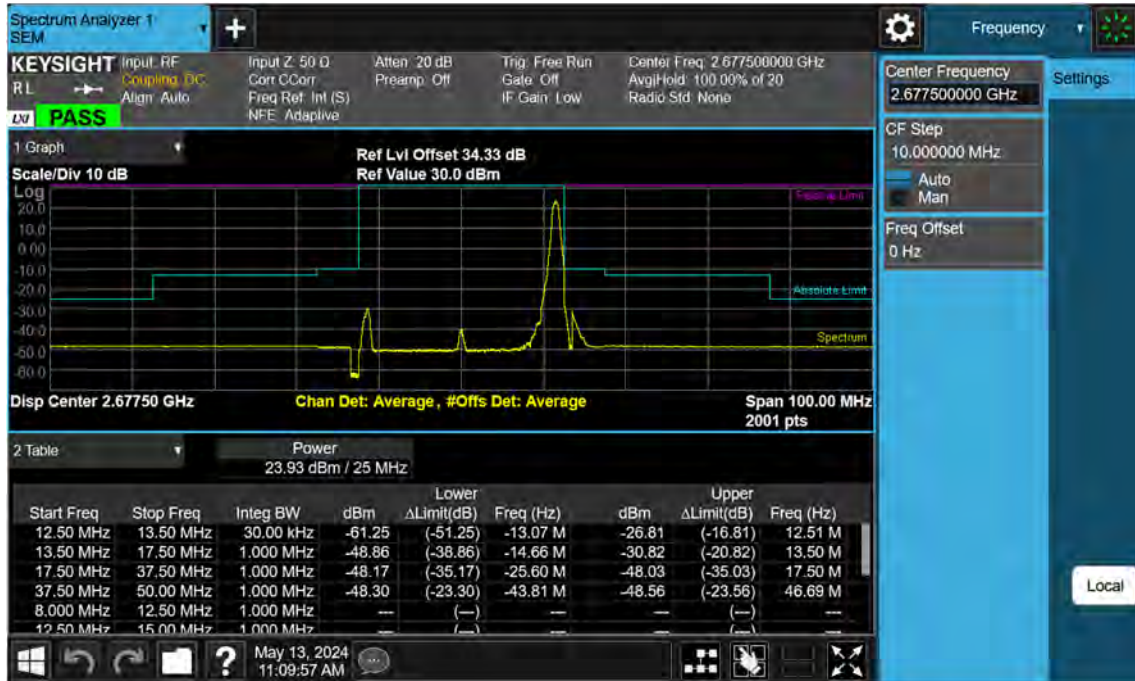 Spectrum Analyzer 1
SEM
+
Frequency
KEYSIGHT
RL
LXI
PASS
Input: RF
Coupling: DC
Align: Auto
Input Z: 50 Ω
Corr CCorr
Freq Ref: Int (S)
NFE: Adaptive
Atten: 20 dB
Preamp: Off
Trig: Free Run
Gate: Off
IF Gain: Low
Center Freq: 2.677500000 GHz
Avg|Hold: 100.00% of 20
Radio Std: None
Center Frequency
2.677500000 GHz
Settings
CF Step
10.000000 MHz
Auto
Man
Freq Offset
0 Hz
Local
1 Graph
Scale/Div 10 dB
Ref Lvl Offset 34.33 dB
Ref Value 30.0 dBm
Log
20.0
10.0
0.00
-10.0
-20.0
-30.0
-40.0
-50.0
-60.0
Absolute Limit
Spectrum
Disp Center 2.67750 GHz
Chan Det: Average, #Offs Det: Average
Span 100.00 MHz
2001 pts
2 Table
Power
23.93 dBm / 25 MHz
Lower Upper
Start Freq Stop Freq Integ BW dBm ΔLimit(dB) Freq (Hz) dBm ΔLimit(dB) Freq (Hz)
12.50 MHz 13.50 MHz 30.00 kHz -61.25 (-51.25) -13.07 M -26.81 (-16.81) 12.51 M
13.50 MHz 17.50 MHz 1.000 MHz -48.86 (-38.86) -14.66 M -30.82 (-20.82) 13.50 M
17.50 MHz 37.50 MHz 1.000 MHz -48.17 (-35.17) -25.60 M -48.03 (-35.03) 17.50 M
37.50 MHz 50.00 MHz 1.000 MHz -48.30 (-23.30) -43.81 M -48.56 (-23.56) 46.69 M
8.000 MHz 12.50 MHz 1.000 MHz --- (---) --- --- (---) ---
12.50 MHz 15.00 MHz 1.000 MHz --- (---) --- --- (---) ---
?
May 13, 2024
11:09:57 AM